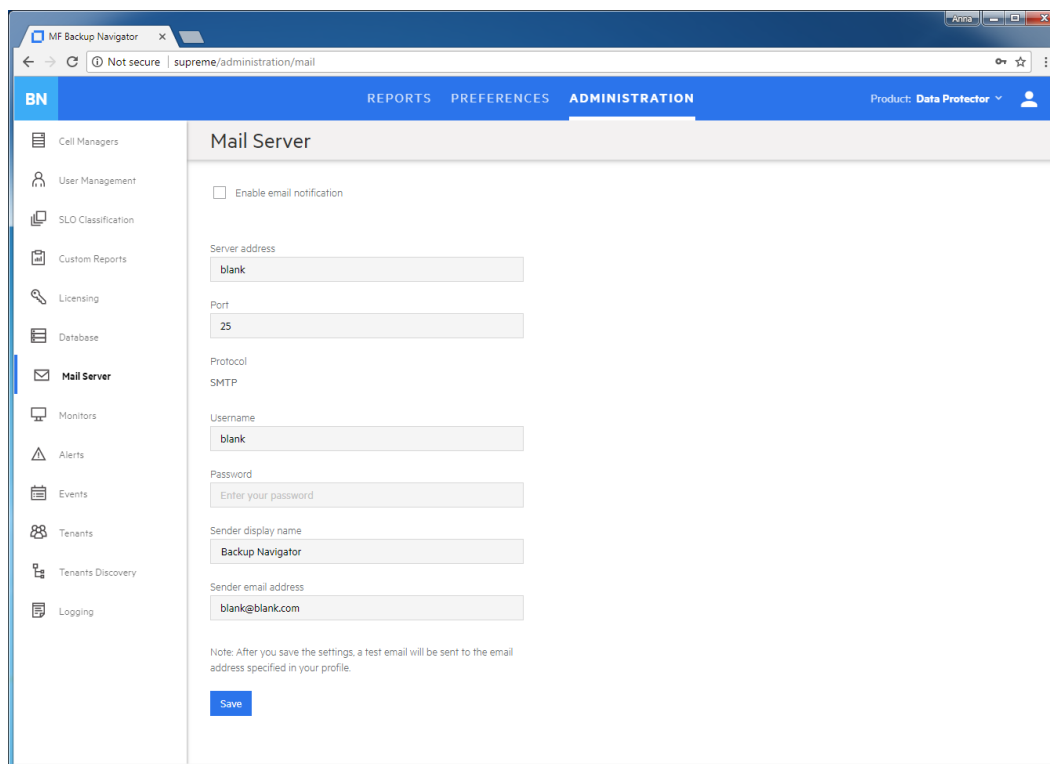 Anna
MF Backup Navigator
Not secure | supreme/administration/mail
BN
REPORTS PREFERENCES ADMINISTRATION
Product: Data Protector
Cell Managers
User Management
SLO Classification
Custom Reports
Licensing
Database
Mail Server
Monitors
Alerts
Events
Tenants
Tenants Discovery
Logging
Mail Server
Enable email notification
Server address
blank
Port
25
Protocol
SMTP
Username
blank
Password
Enter your password
Sender display name
Backup Navigator
Sender email address
blank@blank.com
Note: After you save the settings, a test email will be sent to the email
address specified in your profile.
Save